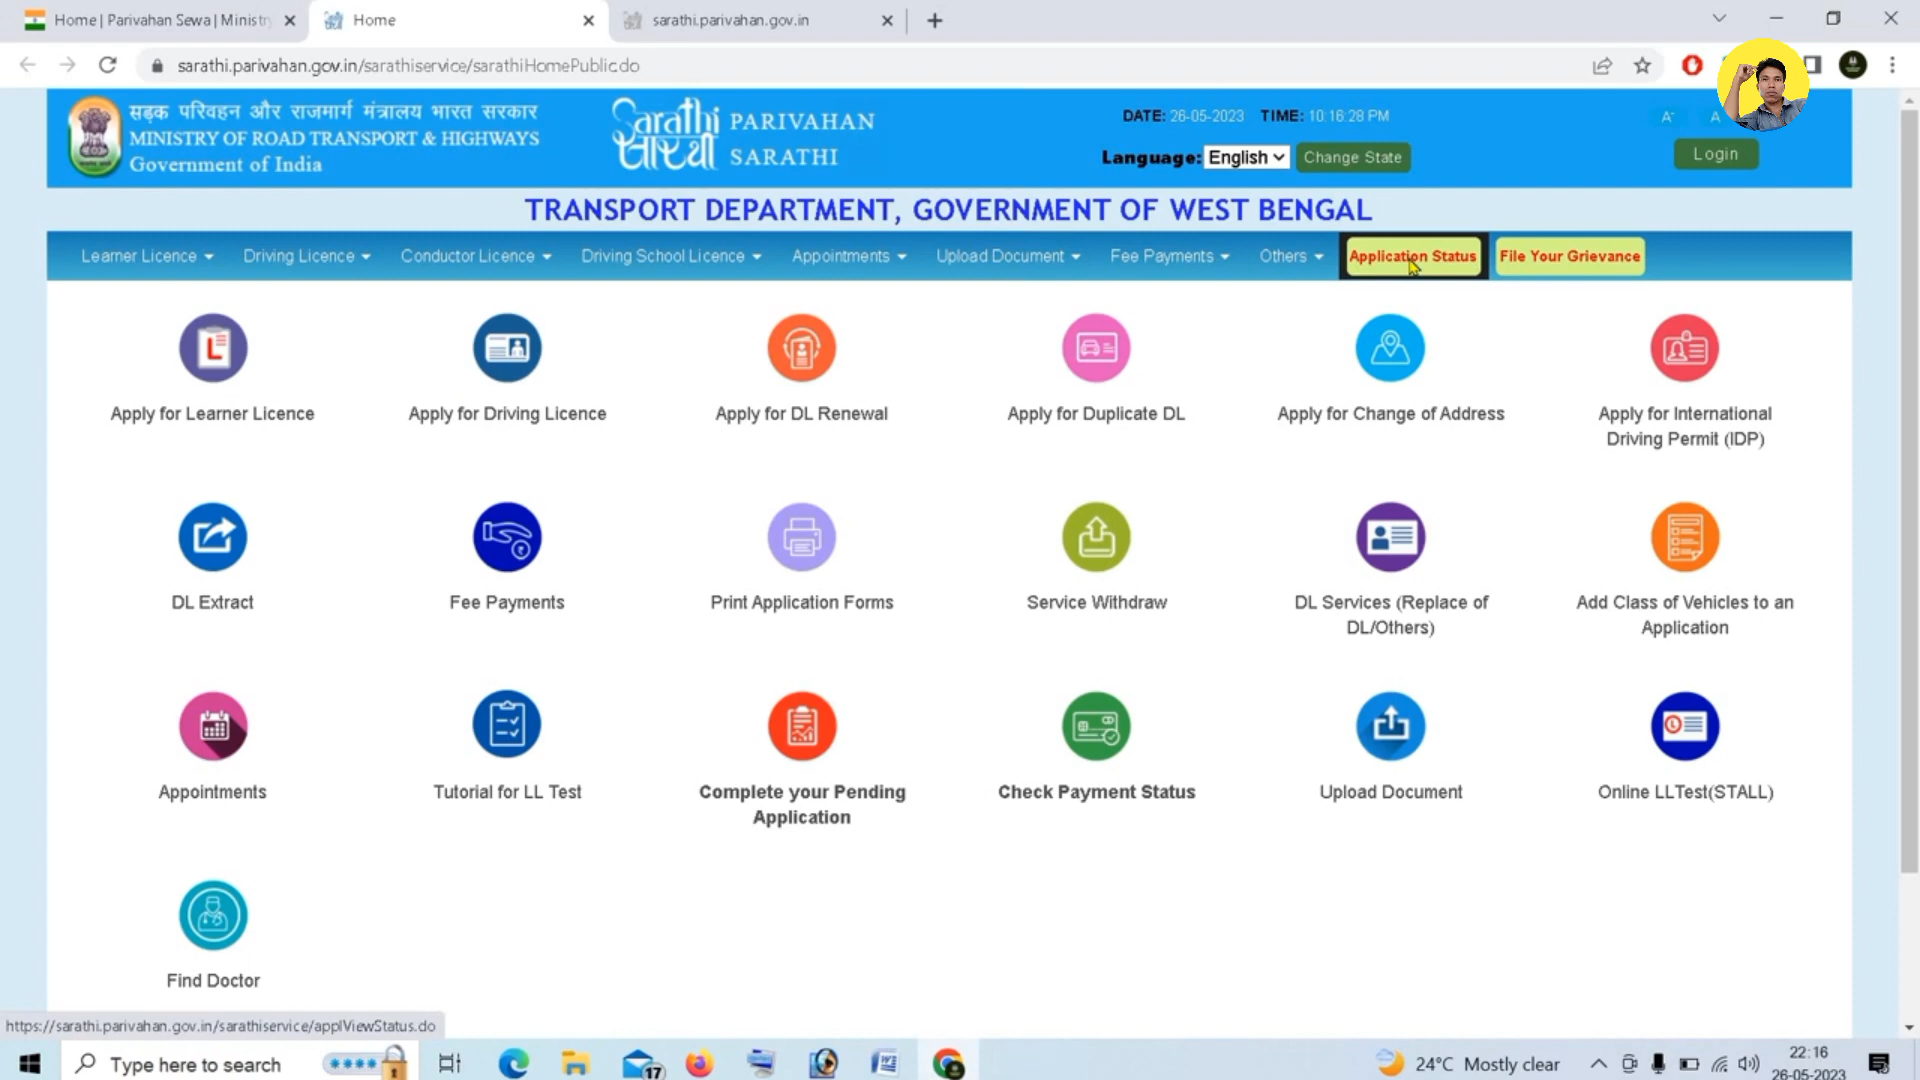 Home | Parivahan Sewa | Ministry
Home
sarathi.parivahan.gov.in
sarathi.parivahan.gov.in/sarathiservice/sarathiHomePublic.do
सड़क परिवहन और राजमार्ग मंत्रालय भारत सरकार
MINISTRY OF ROAD TRANSPORT & HIGHWAYS
Government of India
Sarathi
सारथी
PARIVAHAN
SARATHI
DATE: 26-05-2023 TIME: 10:16:28 PM
Language: English Change State
A- A
Login
TRANSPORT DEPARTMENT, GOVERNMENT OF WEST BENGAL
Learner Licence Driving Licence Conductor Licence Driving School Licence Appointments Upload Document Fee Payments Others Application Status File Your Grievance
L
Apply for Learner Licence Apply for Driving Licence Apply for DL Renewal Apply for Duplicate DL Apply for Change of Address Apply for International
Driving Permit (IDP)
DL Extract Fee Payments Print Application Forms Service Withdraw DL Services (Replace of Add Class of Vehicles to an
DL/Others) Application
Appointments Tutorial for LL Test Complete your Pending Check Payment Status Upload Document Online LLTest(STALL)
Application
Find Doctor
https://sarathi.parivahan.gov.in/sarathiservice/applViewStatus.do
Type here to search
17
24°C Mostly clear
22:16
26-05-2023